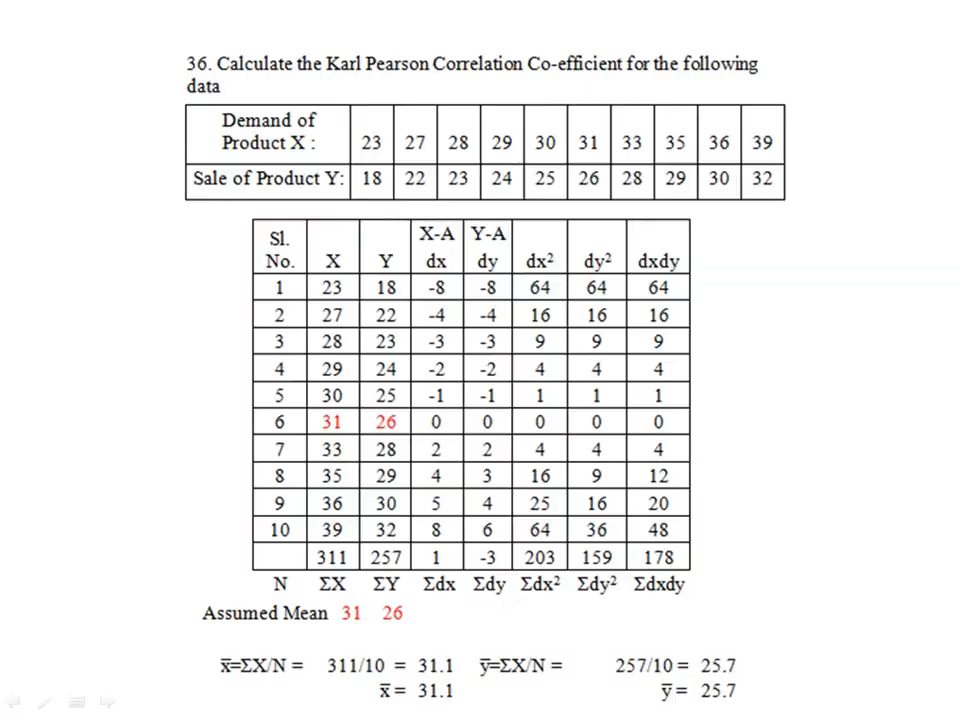 36. Calculate the Karl Pearson Correlation Co-efficient for the following
data
Demand of
Product X : 23 27 28 29 30 31 33 35 36 39
Sale of Product Y: 18 22 23 24 25 26 28 29 30 32
Sl. X-A Y-A
No. X Y dx dy dx² dy² dxdy
1 23 18 -8 -8 64 64 64
2 27 22 -4 -4 16 16 16
3 28 23 -3 -3 9 9 9
4 29 24 -2 -2 4 4 4
5 30 25 -1 -1 1 1 1
6 31 26 0 0 0 0 0
7 33 28 2 2 4 4 4
8 35 29 4 3 16 9 12
9 36 30 5 4 25 16 20
10 39 32 8 6 64 36 48
311 257 1 -3 203 159 178
N ΣX ΣY Σdx Σdy Σdx² Σdy² Σdxdy
Assumed Mean 31 26
x̅=ΣX/N = 311/10 = 31.1 y̅=ΣX/N = 257/10 = 25.7
x̅ = 31.1 y̅ = 25.7